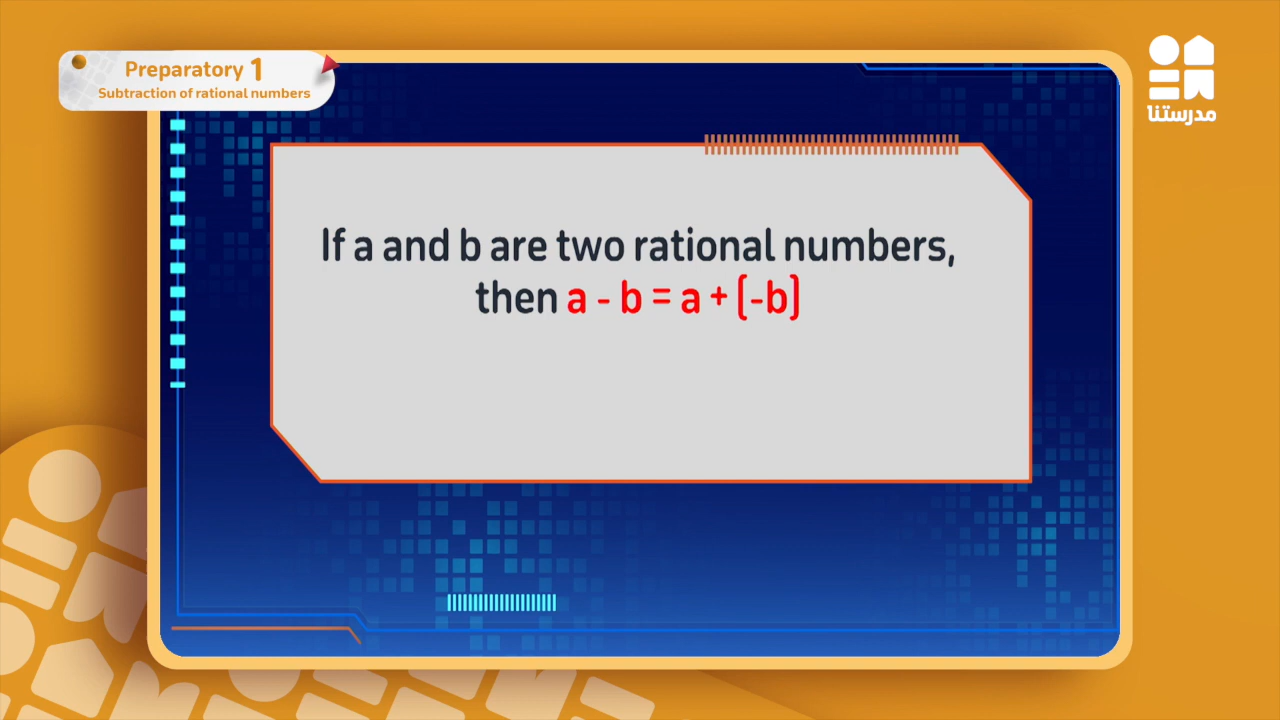 Preparatory 1
Subtraction of rational numbers
مدرستنا
If a and b are two rational numbers,
then a - b = a + (-b)